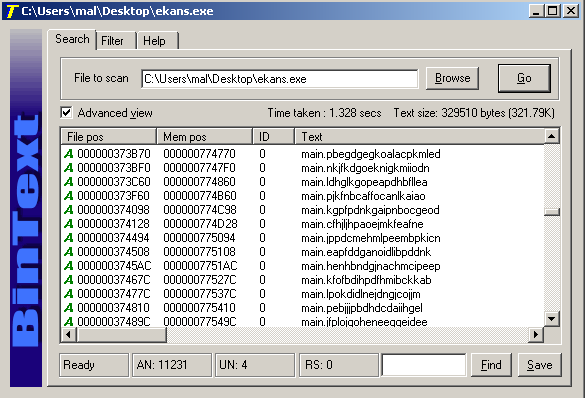 C:\Users\mal\Desktop\ekans.exe
Search Filter Help
File to scan C:\Users\mal\Desktop\ekans.exe Browse Go
Advanced view Time taken : 1.328 secs Text size: 329510 bytes (321.79K)
File pos Mem pos ID Text
A 000000373B70 000000774770 0 main.pbegdgegkoalacpkmled
A 000000373BF0 0000007747F0 0 main.nkjfkdgoeknigkmiiodn
A 000000373C60 000000774860 0 main.ldhglkgopeapdhbfllea
A 000000373F60 000000774B60 0 main.pjkfnbcaffocanlkaiao
A 000000374098 000000774C98 0 main.kgpfpdnkgaipnbocgeod
A 000000374128 000000774D28 0 main.cfhjljhpaoejmkfeafne
A 000000374494 000000775094 0 main.jppdcmehmlpeembpkicn
A 000000374508 000000775108 0 main.eapfddganoidlibpddnk
A 0000003745AC 0000007751AC 0 main.henhbndgjnachmcipeep
A 00000037467C 00000077527C 0 main.kfofbdihpdfhmibckkab
A 00000037477C 00000077537C 0 main.lpokdidlnejdngjcojjm
A 000000374810 000000775410 0 main.pebjjjpbdhdcdaiihgel
A 00000037489C 00000077549C 0 main.jfplojgoheneeggeidee
Ready AN: 11231 UN: 4 RS: 0 Find Save
BinText